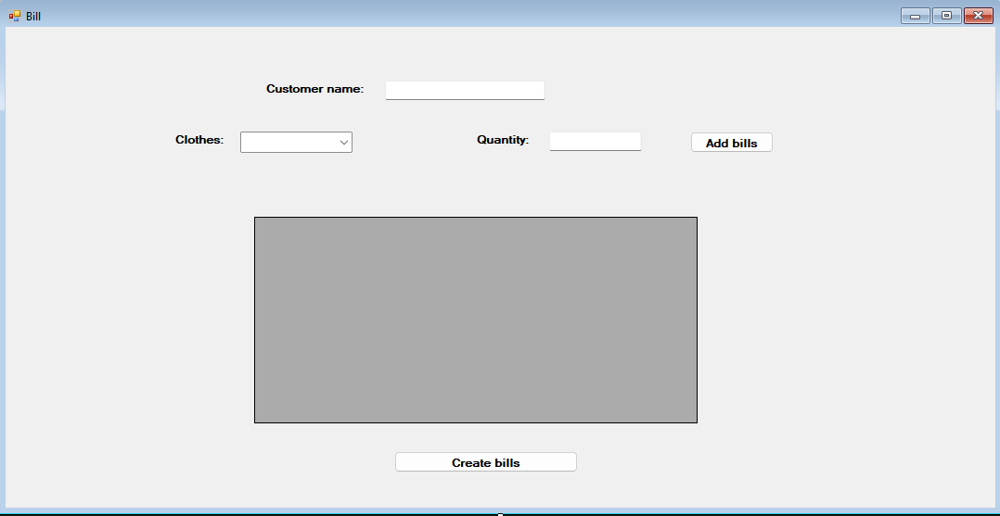 Bill
Customer name:
Clothes:
Quantity:
Add bills
Create bills